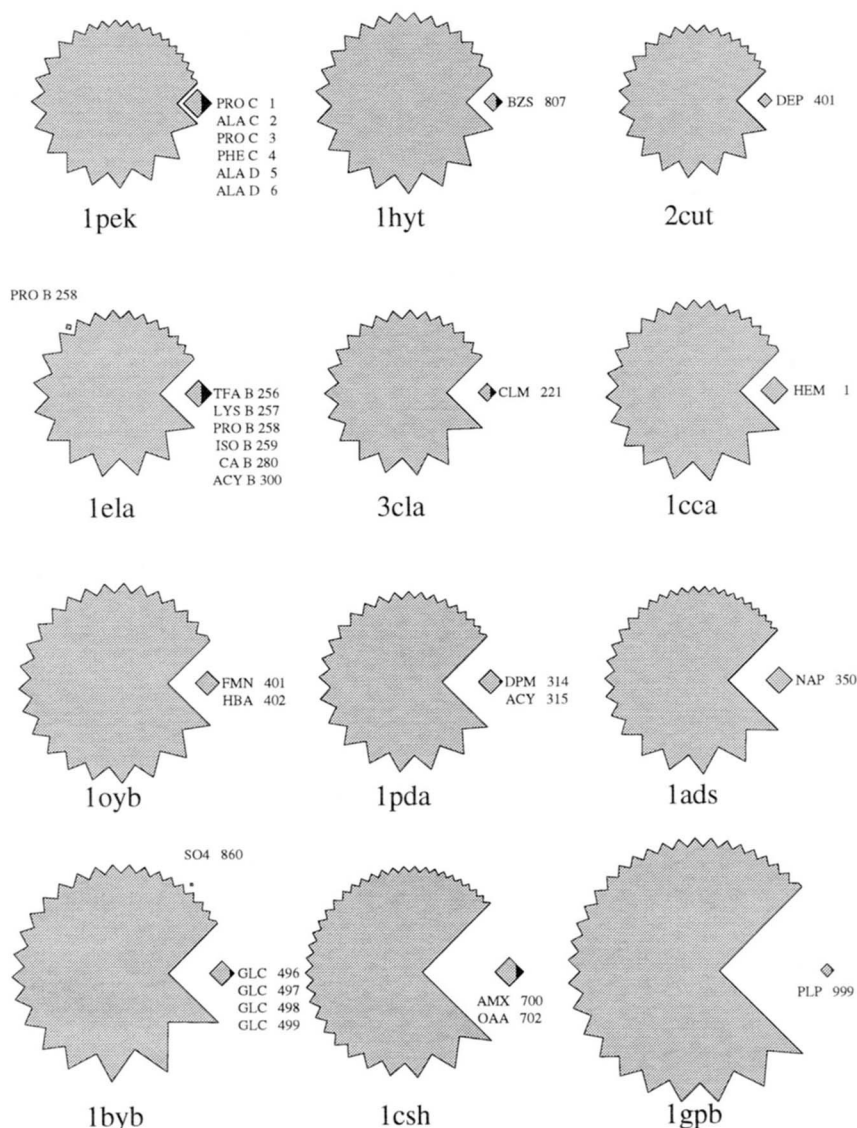 PRO C 1
ALA C 2
PRO C 3
PHE C 4
ALA D 5
ALA D 6
BZS 807
DEP 401
1pek
1hyt
2cut
PRO B 258
TFA B 256
LYS B 257
PRO B 258
ISO B 259
CA B 280
ACY B 300
CLM 221
HEM 1
1ela
3cla
1cca
FMN 401
HBA 402
DPM 314
ACY 315
NAP 350
1oyb
1pda
1ads
SO4 860
GLC 496
GLC 497
GLC 498
GLC 499
AMX 700
OAA 702
PLP 999
1byb
1csh
1gpb